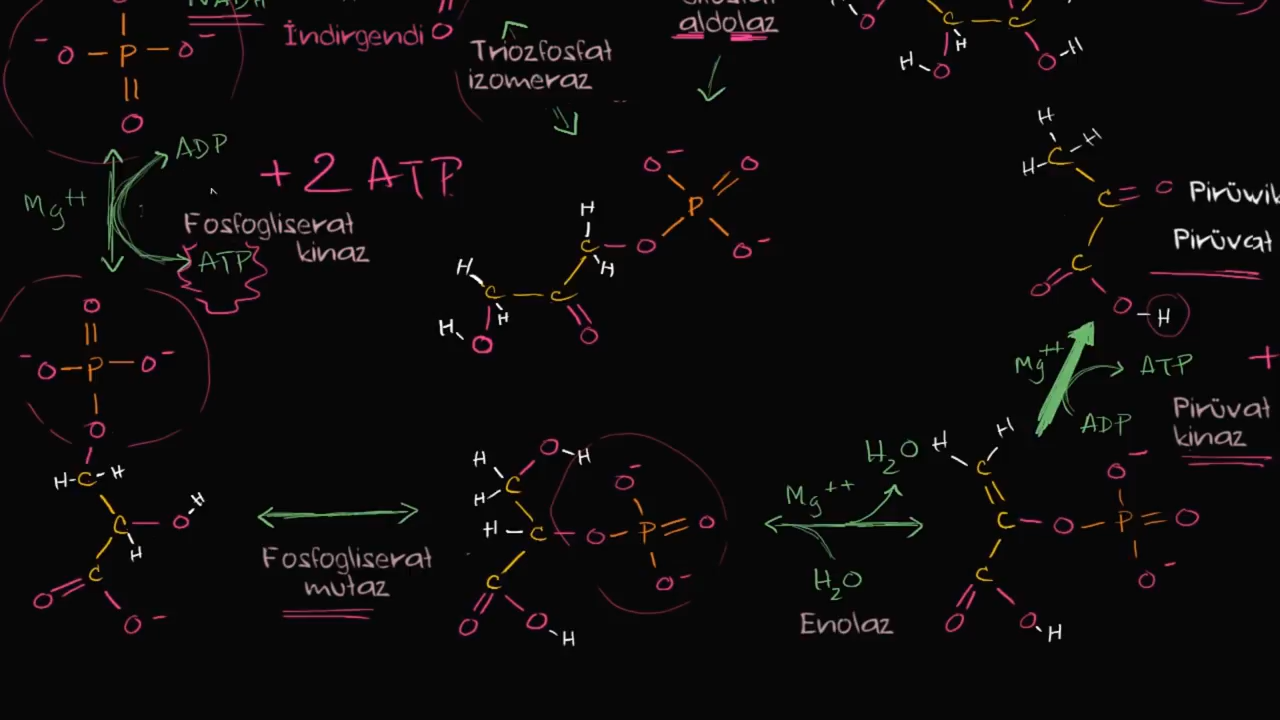 NADH
İndirgendi
Triozfosfat
izomeraz
aldolaz
ADP
Mg++
+ 2 ATP
Fosfogliserat
kinaz
ATP
Pirüvat
Mg++
ATP
ADP
Pirüvat
kinaz
Fosfogliserat
mutaz
Mg++
H2O
H2O
Enolaz